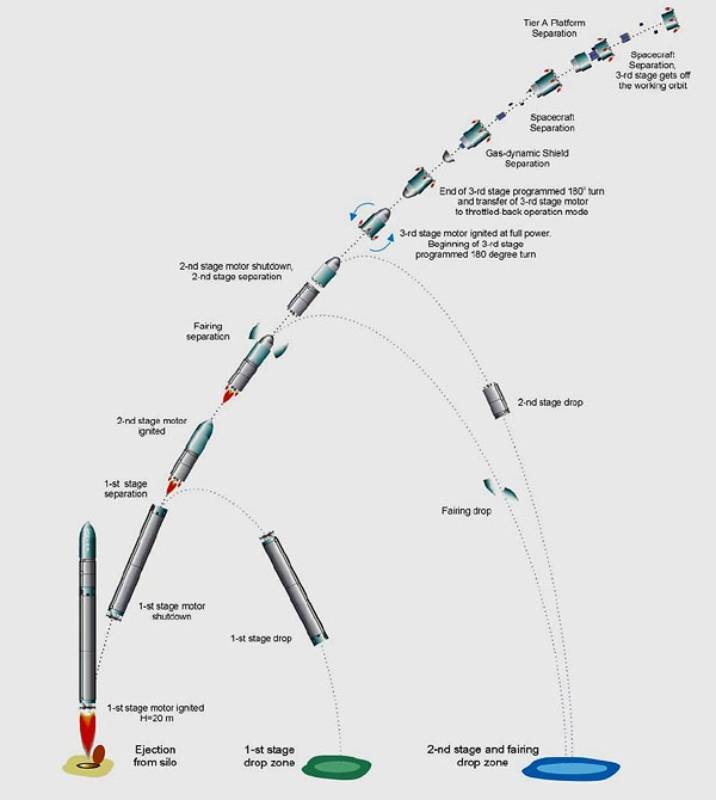 Tier A Platform
Separation
Spacecraft
Separation,
3-rd stage gets off
the working orbit
Spacecraft
Separation
Gas-dynamic Shield
Separation
End of 3-rd stage programmed 180° turn
and transfer of 3-rd stage motor
to throttled-back operation mode
3-rd stage motor ignited at full power.
Beginning of 3-rd stage
programmed 180 degree turn
2-nd stage motor shutdown,
2-nd stage separation
Fairing
separation
2-nd stage drop
2-nd stage motor
ignited
1-st stage
separation
Fairing drop
1-st stage motor
shutdown
1-st stage drop
1-st stage motor ignited
H=20 m
Ejection
from silo
1-st stage
drop zone
2-nd stage and fairing
drop zone